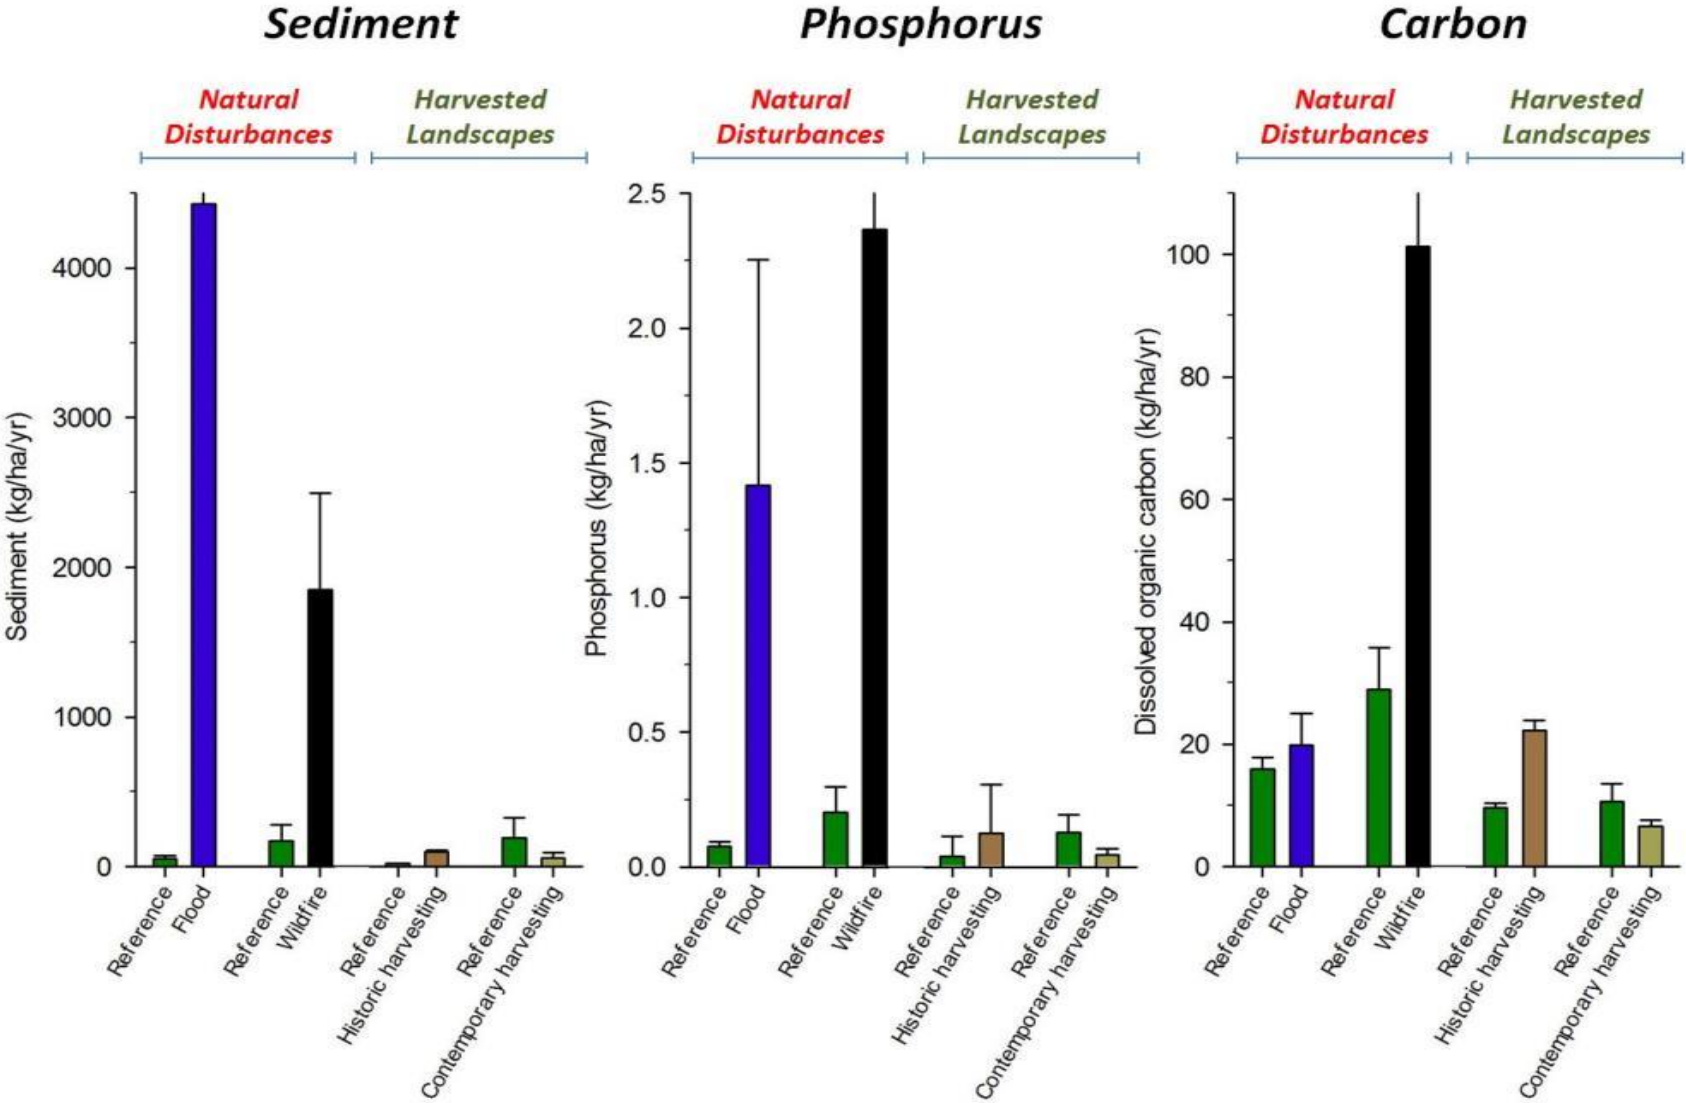 Sediment
Natural
Disturbances
Harvested
Landscapes
Sediment (kg/ha/yr)
4000
3000
2000
1000
0
Reference
Flood
Reference
Wildfire
Reference
Historic harvesting
Reference
Contemporary harvesting
Phosphorus
Natural
Disturbances
Harvested
Landscapes
Phosphorus (kg/ha/yr)
2.5
2.0
1.5
1.0
0.5
0.0
Reference
Flood
Reference
Wildfire
Reference
Historic harvesting
Reference
Contemporary harvesting
Carbon
Natural
Disturbances
Harvested
Landscapes
Dissolved organic carbon (kg/ha/yr)
100
80
60
40
20
0
Reference
Flood
Reference
Wildfire
Reference
Historic harvesting
Reference
Contemporary harvesting